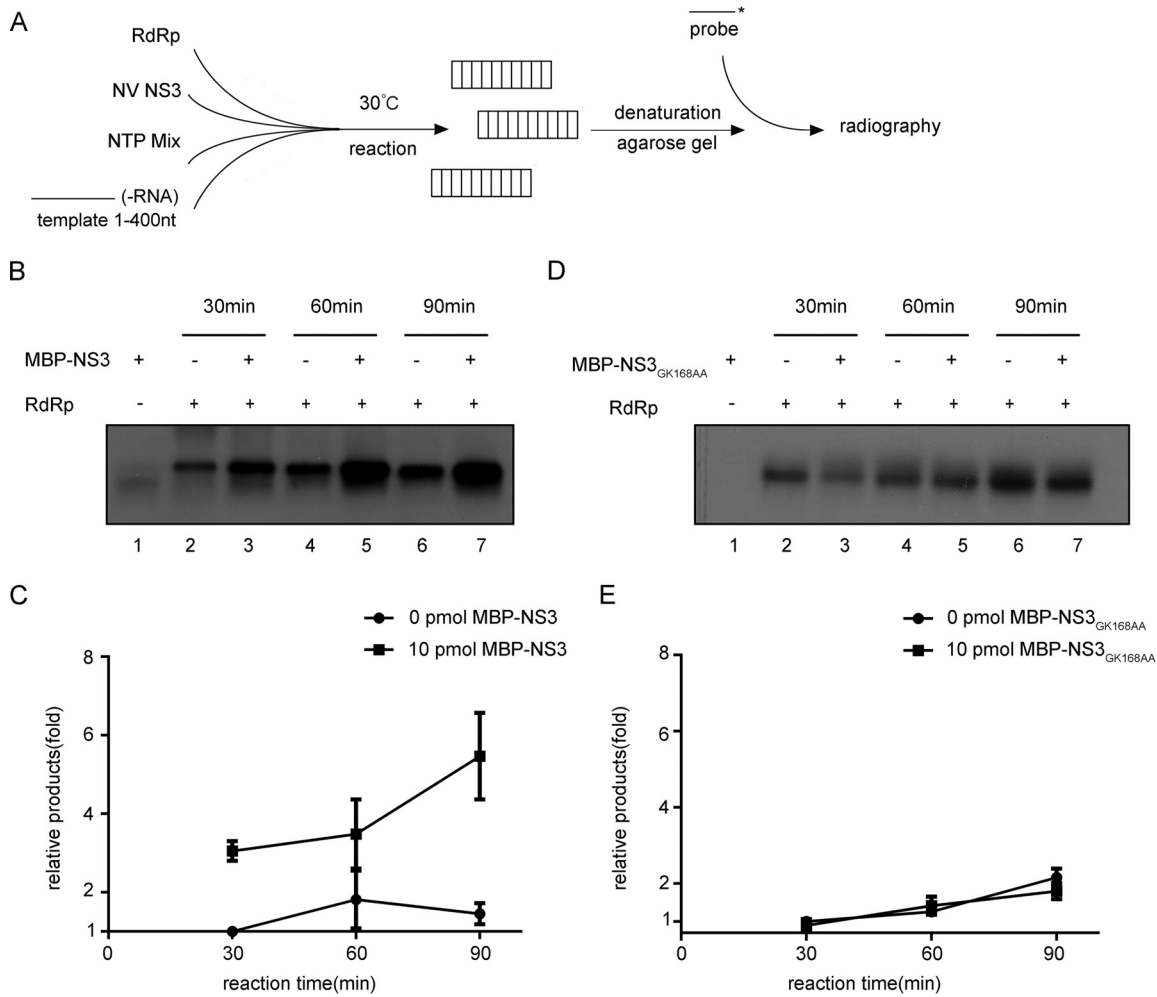 A
RdRp
NV NS3
NTP Mix
(-RNA)
template 1-400nt
30°C
reaction
denaturation
agarose gel
*
probe
radiography
B
30min 60min 90min
MBP-NS3 + - + - + - +
RdRp - + + + + + +
1 2 3 4 5 6 7
D
30min 60min 90min
MBP-NS3GK168AA + - + - + - +
RdRp - + + + + + +
1 2 3 4 5 6 7
C
0 pmol MBP-NS3
10 pmol MBP-NS3
relative products(fold)
8
6
4
2
1
0 30 60 90
reaction time(min)
E
0 pmol MBP-NS3GK168AA
10 pmol MBP-NS3GK168AA
relative products(fold)
8
6
4
2
1
0 30 60 90
reaction time(min)